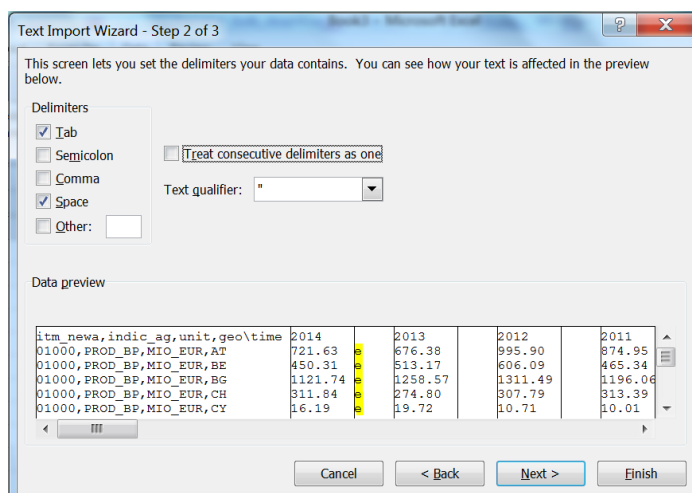 Book3 - Microsoft Excel
Text Import Wizard - Step 2 of 3
This screen lets you set the delimiters your data contains.  You can see how your text is affected in the preview
below.
Delimiters
Tab
Semicolon
Comma
Space
Other:
Treat consecutive delimiters as one
Text qualifier: "
Data preview
itm_newa,indic_ag,unit,geo\time 2014 2013 2012 2011
01000,PROD_BP,MIO_EUR,AT 721.63 e 676.38 995.90 874.95
01000,PROD_BP,MIO_EUR,BE 450.31 e 513.17 606.09 465.34
01000,PROD_BP,MIO_EUR,BG 1121.74 e 1258.57 1311.49 1196.06
01000,PROD_BP,MIO_EUR,CH 311.84 e 274.80 307.79 313.39
01000,PROD_BP,MIO_EUR,CY 16.19 e 19.72 10.71 10.01
Cancel
< Back
Next >
Finish